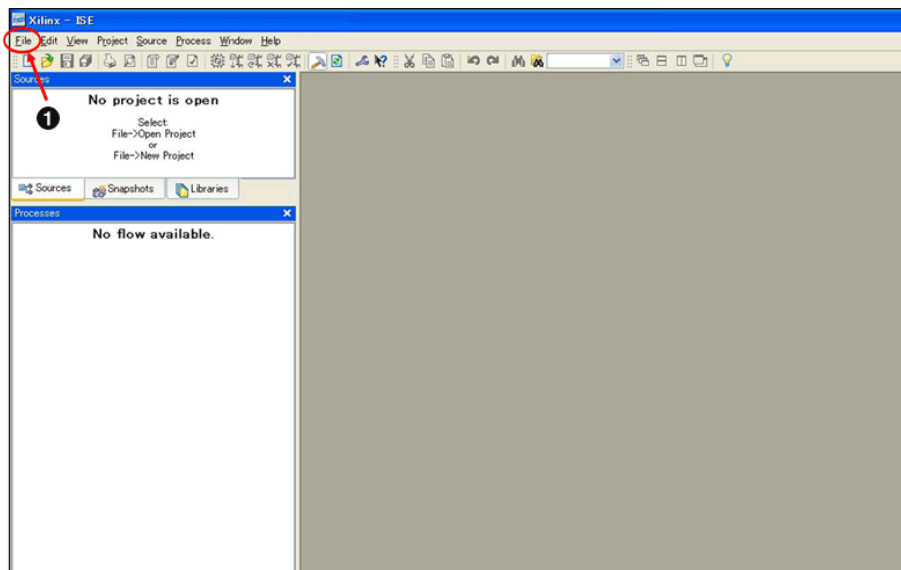 Xilinx - ISE
File Edit View Project Source Process Window Help
Sources
No project is open
Select:
File->Open Project
or
File->New Project
❶
Sources Snapshots Libraries
Processes
No flow available.